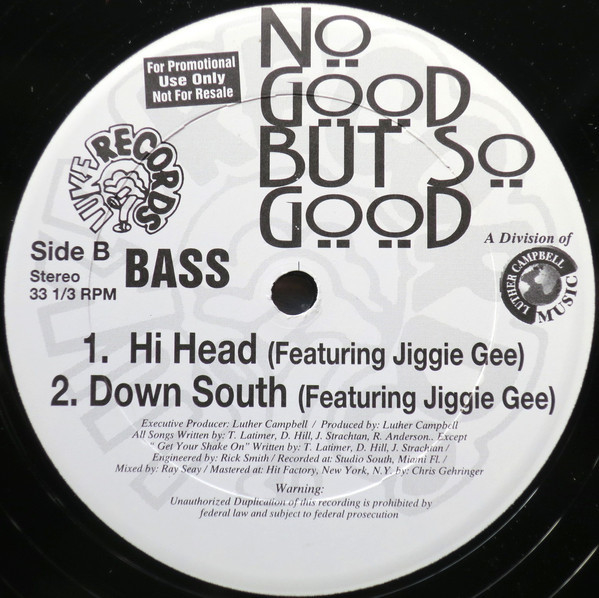 For Promotional
Use Only
Not For Resale
NO
GOOD
BUT SO
GOOD
LUKE RECORDS
Side B
Stereo
33 1/3 RPM
BASS
A Division of
LUTHER CAMPBELL
MUSIC
1. Hi Head (Featuring Jiggie Gee)
2. Down South (Featuring Jiggie Gee)
Executive Producer: Luther Campbell / Produced by: Luther Campbell
All Songs Written by: T. Latimer, D. Hill, J. Strachtan, R. Anderson.. Except
" Get Your Shake On" Written by: T. Latimer, D. Hill, J. Strachtan /
Engineered by: Rick Smith / Recorded at: Studio South, Miami Fl. /
Mixed by: Ray Seay / Mastered at: Hit Factory, New York, N.Y. by: Chris Gehringer
Warning:
Unauthorized Duplication of this recording is prohibited by
federal law and subject to federal prosecution